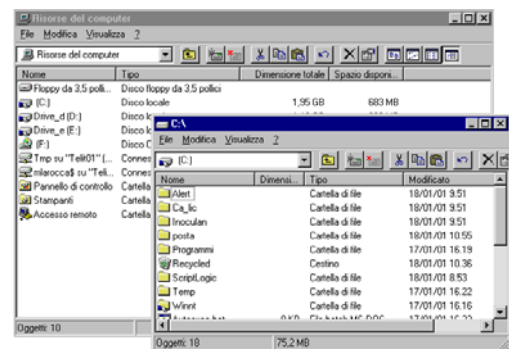 Risorse del computer
File Modifica Visualizza ?
Risorse del computer
Nome Tipo Dimensione totale Spazio disponi...
Floppy da 3,5 polli... Disco floppy da 3,5 pollici
(C:) Disco locale 1,95 GB 683 MB
Drive_d (D:)
Drive_e (E:)
(F:)
Tmp su "Telit01" (... Connes
mlarocca$ su "Teli... Connes
Pannello di controllo Cartella
Stampanti Cartella
Accesso remoto Cartella
Oggetti: 10
C:\
File Modifica Visualizza ?
(C:)
Nome Dimensi... Tipo Modificato
Alert Cartella di file 18/01/01 9.51
Ca_lic Cartella di file 18/01/01 9.51
Inoculan Cartella di file 18/01/01 9.51
posta Cartella di file 18/01/01 10.55
Programmi Cartella di file 17/01/01 16.19
Recycled Cestino 18/01/01 10.36
ScriptLogic Cartella di file 18/01/01 8.53
Temp Cartella di file 17/01/01 16.22
Winnt Cartella di file 17/01/01 16.16
Oggetti: 18 75,2 MB